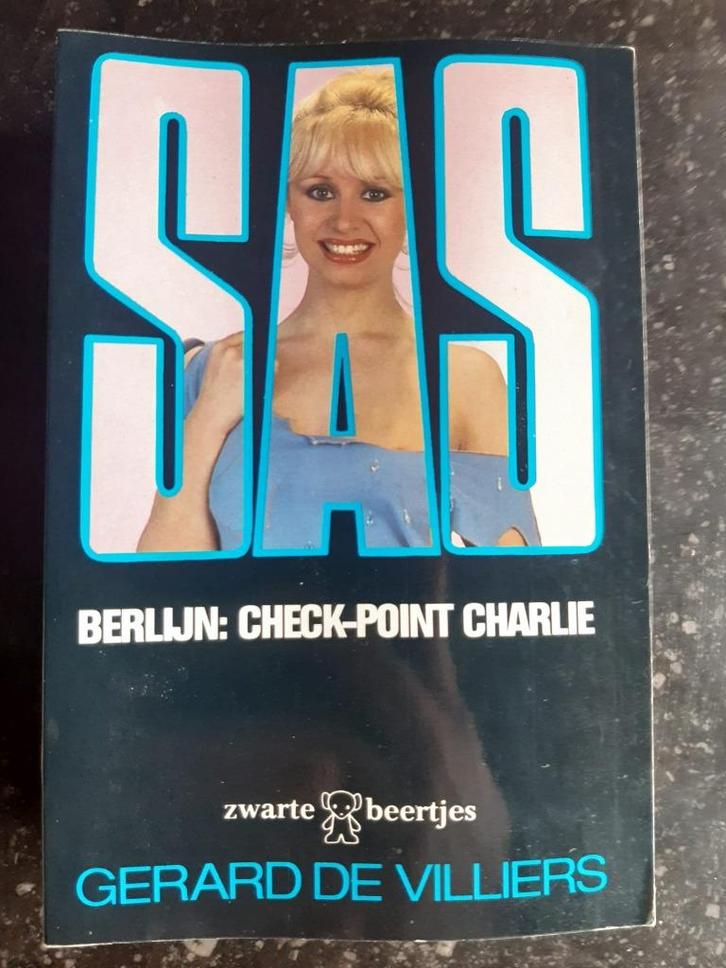 SAS
BERLIJN: CHECK-POINT CHARLIE
zwarte beertjes
GERARD DE VILLIERS